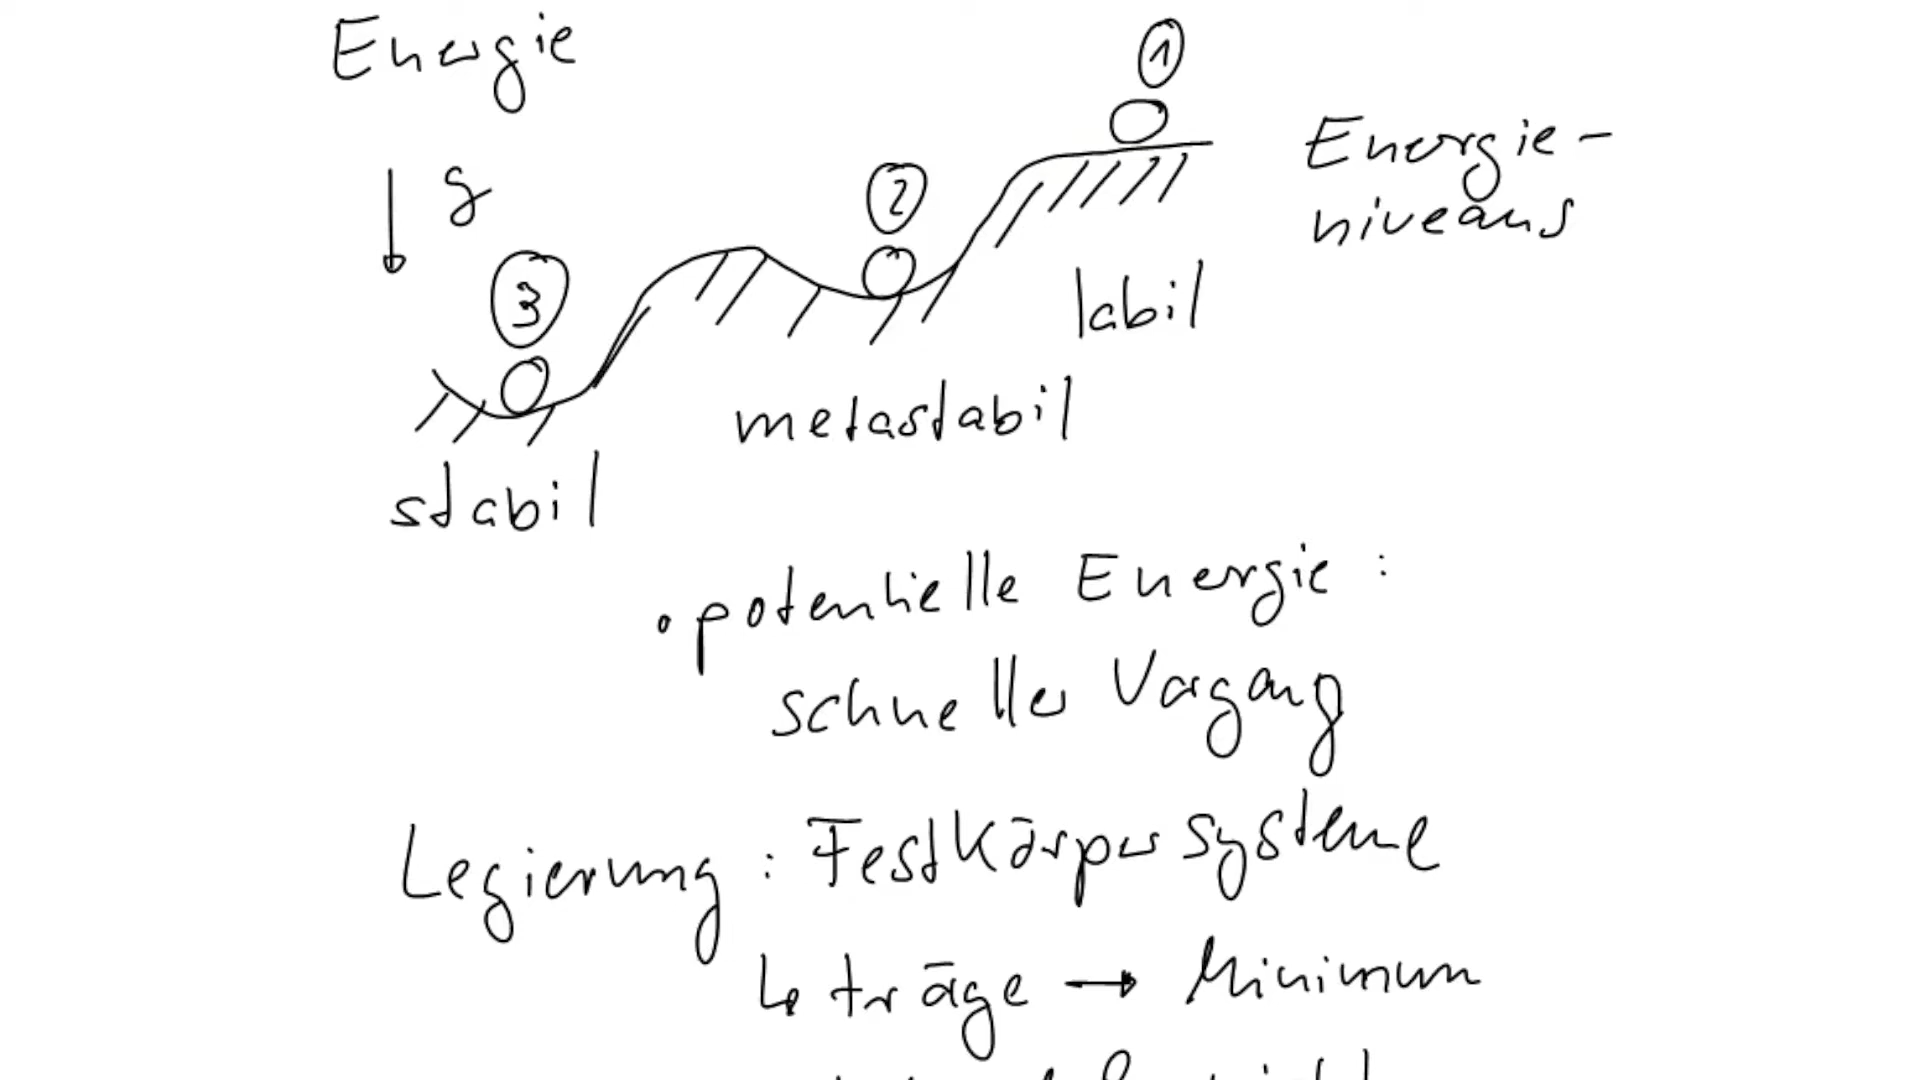 Energie
1
g
2
Energie-
niveaus
3
labil
metastabil
stabil
• potentielle Energie :
schneller Vorgang
Legierung : Festkörpersysteme
↳ träge → Minimum